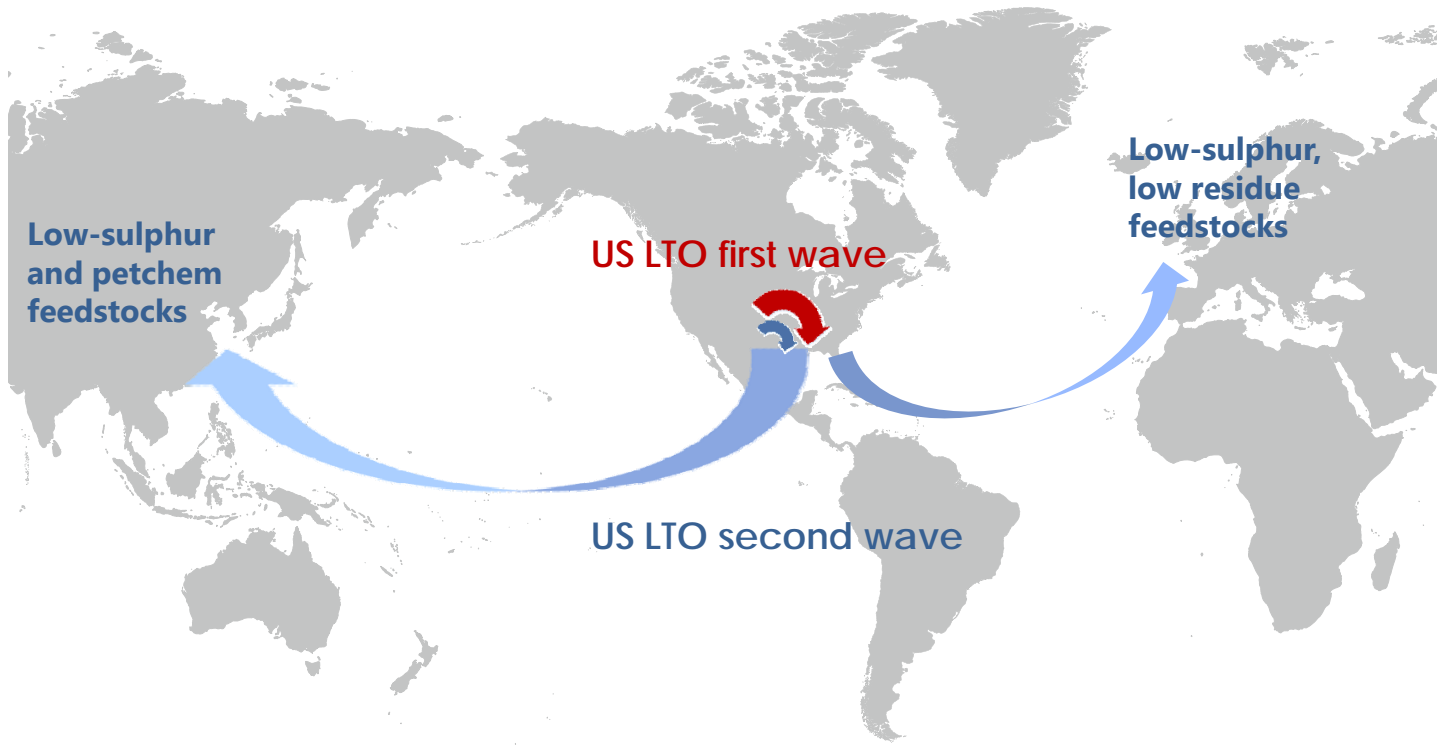 Low-sulphur
and petchem
feedstocks
US LTO first wave
Low-sulphur,
low residue
feedstocks
US LTO second wave